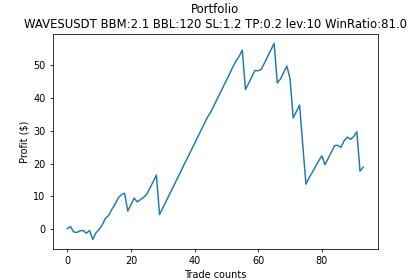 Portfolio
WAVESUSDT BBM:2.1 BBL:120 SL:1.2 TP:0.2 lev:10 WinRatio:81.0
Profit ($)
50
40
30
20
10
0
0
20
40
60
80
Trade counts